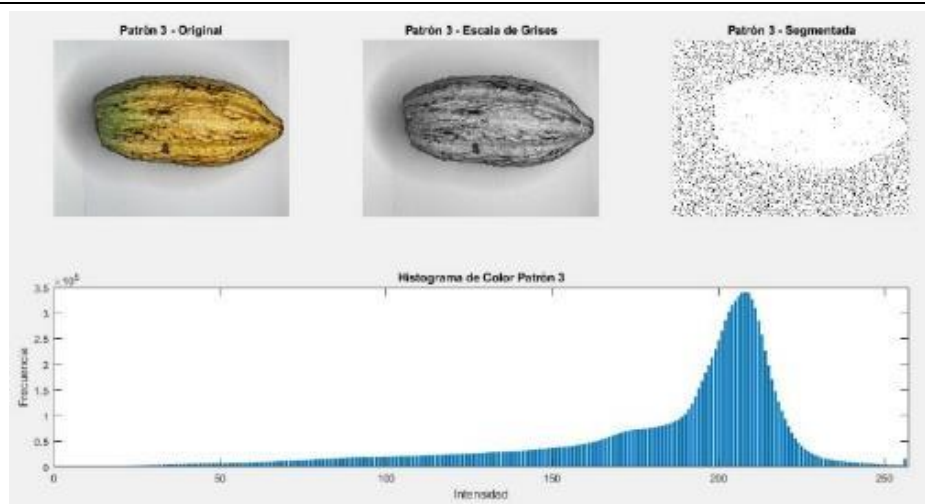 Patrón 3 - Original
Patrón 3 - Escala de Grises
Patrón 3 - Segmentada
Histograma de Color Patrón 3
3.5
3
2.5
2
1.5
1
0.5
0
Frecuencia
0 50 100 150 200 250
Intensidad